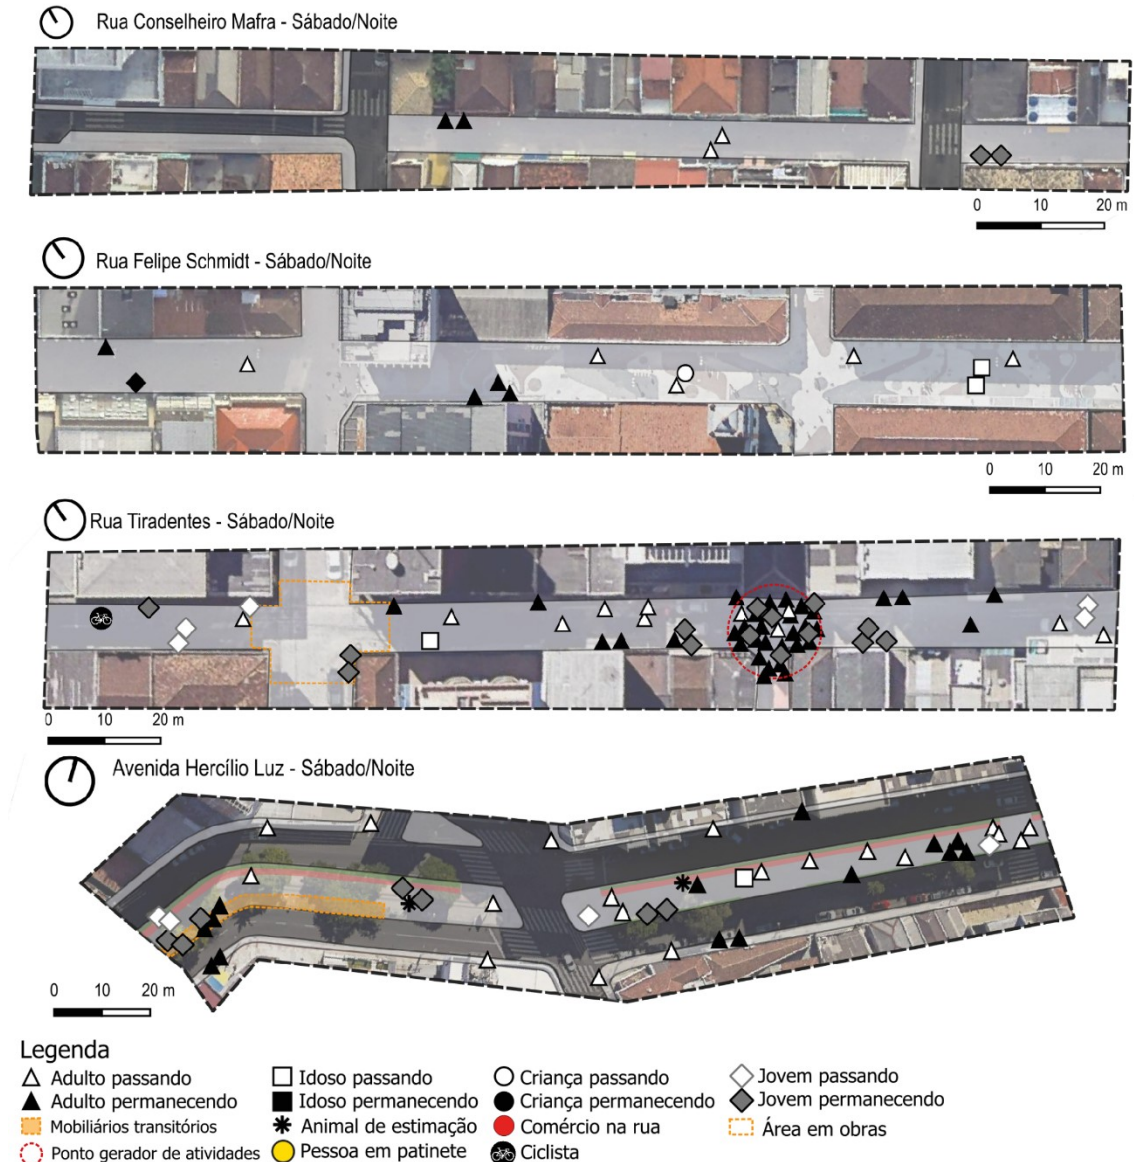 Rua Conselheiro Mafra - Sábado/Noite
0 10 20 m
Rua Felipe Schmidt - Sábado/Noite
0 10 20 m
Rua Tiradentes - Sábado/Noite
0 10 20 m
Avenida Hercílio Luz - Sábado/Noite
0 10 20 m
Legenda
Adulto passando Idoso passando Criança passando Jovem passando
Adulto permanecendo Idoso permanecendo Criança permanecendo Jovem permanecendo
Mobiliários transitórios Animal de estimação Comércio na rua Área em obras
Ponto gerador de atividades Pessoa em patinete Ciclista